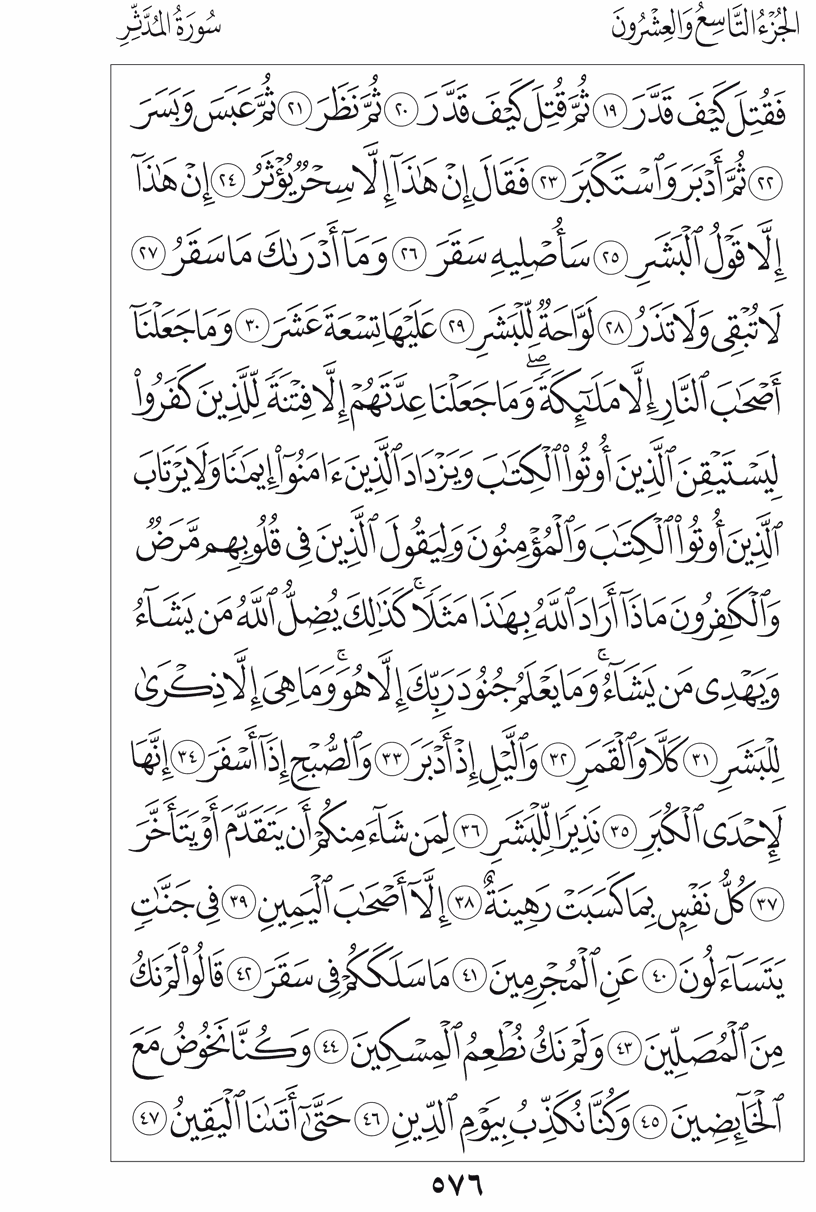 الجُزْءُ التَّاسِعُ وَالعِشْرُونَ
سُورَةُ المُدَّثِّرِ
فَقُتِلَ كَيْفَ قَدَّرَ ١٩ ثُمَّ قُتِلَ كَيْفَ قَدَّرَ ٢٠ ثُمَّ نَظَرَ ٢١ ثُمَّ عَبَسَ وَبَسَرَ
٢٢ ثُمَّ أَدْبَرَ وَٱسْتَكْبَرَ ٢٣ فَقَالَ إِنْ هَٰذَآ إِلَّا سِحْرٌ يُؤْثَرُ ٢٤ إِنْ هَٰذَآ
إِلَّا قَوْلُ ٱلْبَشَرِ ٢٥ سَأُصْلِيهِ سَقَرَ ٢٦ وَمَآ أَدْرَىٰكَ مَا سَقَرُ ٢٧
لَا تُبْقِى وَلَا تَذَرُ ٢٨ لَوَّاحَةٌ لِّلْبَشَرِ ٢٩ عَلَيْهَا تِسْعَةَ عَشَرَ ٣٠ وَمَا جَعَلْنَآ
أَصْحَٰبَ ٱلنَّارِ إِلَّا مَلَٰٓئِكَةً ۖ وَمَا جَعَلْنَا عِدَّتَهُمْ إِلَّا فِتْنَةً لِّلَّذِينَ كَفَرُوا۟
لِيَسْتَيْقِنَ ٱلَّذِينَ أُوتُوا۟ ٱلْكِتَٰبَ وَيَزْدَادَ ٱلَّذِينَ ءَامَنُوٓا۟ إِيمَٰنًا وَلَا يَرْتَابَ
ٱلَّذِينَ أُوتُوا۟ ٱلْكِتَٰبَ وَٱلْمُؤْمِنُونَ وَلِيَقُولَ ٱلَّذِينَ فِى قُلُوبِهِم مَّرَضٌ
وَٱلْكَٰفِرُونَ مَاذَآ أَرَادَ ٱللَّهُ بِهَٰذَا مَثَلًا ۚ كَذَٰلِكَ يُضِلُّ ٱللَّهُ مَن يَشَآءُ
وَيَهْدِى مَن يَشَآءُ ۚ وَمَا يَعْلَمُ جُنُودَ رَبِّكَ إِلَّا هُوَ ۚ وَمَا هِىَ إِلَّا ذِكْرَىٰ
لِلْبَشَرِ ٣١ كَلَّا وَٱلْقَمَرِ ٣٢ وَٱلَّيْلِ إِذْ أَدْبَرَ ٣٣ وَٱلصُّبْحِ إِذَآ أَسْفَرَ ٣٤ إِنَّهَا
لَإِحْدَى ٱلْكُبَرِ ٣٥ نَذِيرًا لِّلْبَشَرِ ٣٦ لِمَن شَآءَ مِنكُمْ أَن يَتَقَدَّمَ أَوْ يَتَأَخَّرَ
٣٧ كُلُّ نَفْسٍۭ بِمَا كَسَبَتْ رَهِينَةٌ ٣٨ إِلَّآ أَصْحَٰبَ ٱلْيَمِينِ ٣٩ فِى جَنَّٰتٍ
يَتَسَآءَلُونَ ٤٠ عَنِ ٱلْمُجْرِمِينَ ٤١ مَا سَلَكَكُمْ فِى سَقَرَ ٤٢ قَالُوا۟ لَمْ نَكُ
مِنَ ٱلْمُصَلِّينَ ٤٣ وَلَمْ نَكُ نُطْعِمُ ٱلْمِسْكِينَ ٤٤ وَكُنَّا نَخُوضُ مَعَ
ٱلْخَآئِضِينَ ٤٥ وَكُنَّا نُكَذِّبُ بِيَوْمِ ٱلدِّينِ ٤٦ حَتَّىٰٓ أَتَىٰنَا ٱلْيَقِينُ ٤٧
٥٧٦